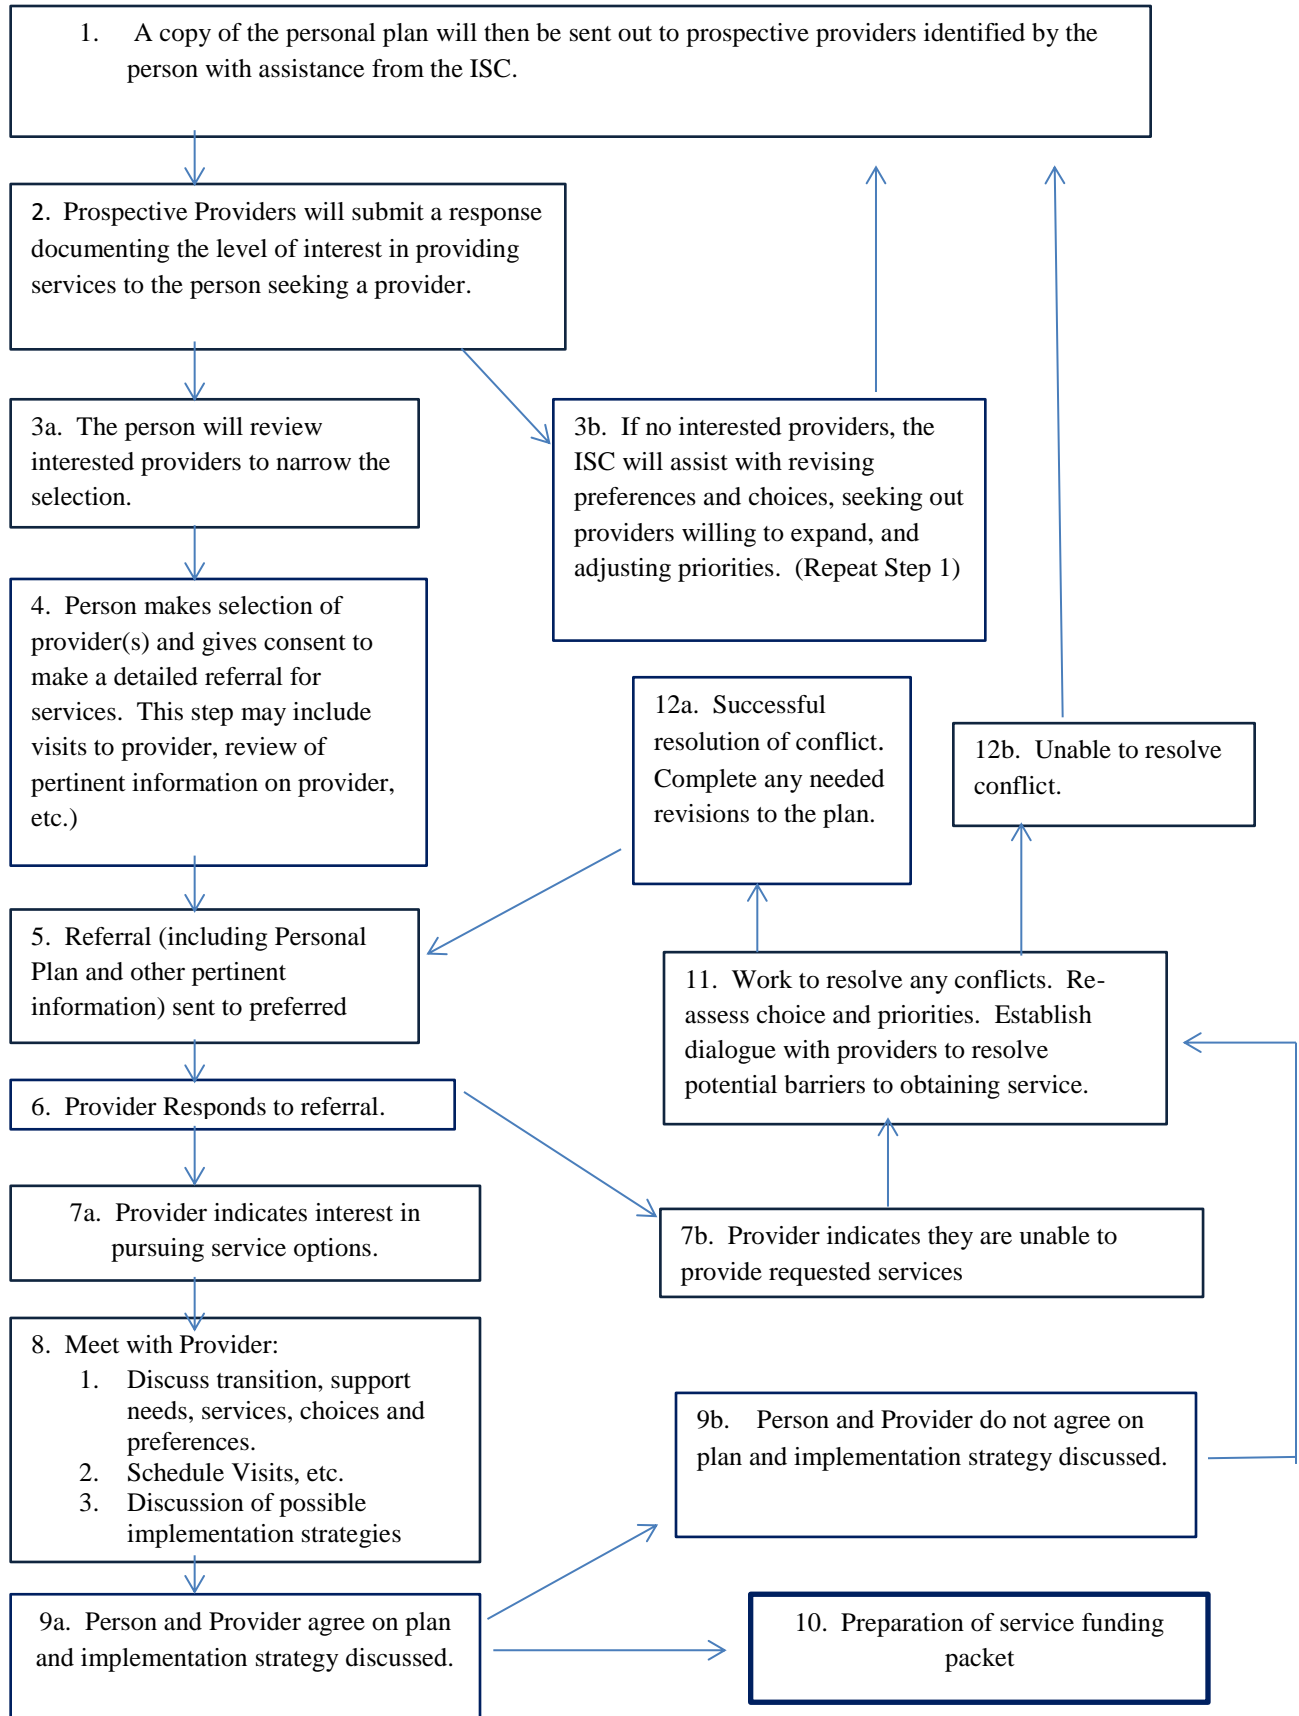 1. A copy of the personal plan will then be sent out to prospective providers identified by the
person with assistance from the ISC.
2. Prospective Providers will submit a response
documenting the level of interest in providing
services to the person seeking a provider.
3a. The person will review
interested providers to narrow the
selection.
3b. If no interested providers, the
ISC will assist with revising
preferences and choices, seeking out
providers willing to expand, and
adjusting priorities. (Repeat Step 1)
4. Person makes selection of
provider(s) and gives consent to
make a detailed referral for
services. This step may include
visits to provider, review of
pertinent information on provider,
etc.)
12a. Successful
resolution of conflict.
Complete any needed
revisions to the plan.
12b. Unable to resolve
conflict.
5. Referral (including Personal
Plan and other pertinent
information) sent to preferred
11. Work to resolve any conflicts. Re-
assess choice and priorities. Establish
dialogue with providers to resolve
potential barriers to obtaining service.
6. Provider Responds to referral.
7a. Provider indicates interest in
pursuing service options.
7b. Provider indicates they are unable to
provide requested services
8. Meet with Provider:
1. Discuss transition, support
needs, services, choices and
preferences.
2. Schedule Visits, etc.
3. Discussion of possible
implementation strategies
9b. Person and Provider do not agree on
plan and implementation strategy discussed.
9a. Person and Provider agree on plan
and implementation strategy discussed.
10. Preparation of service funding
packet